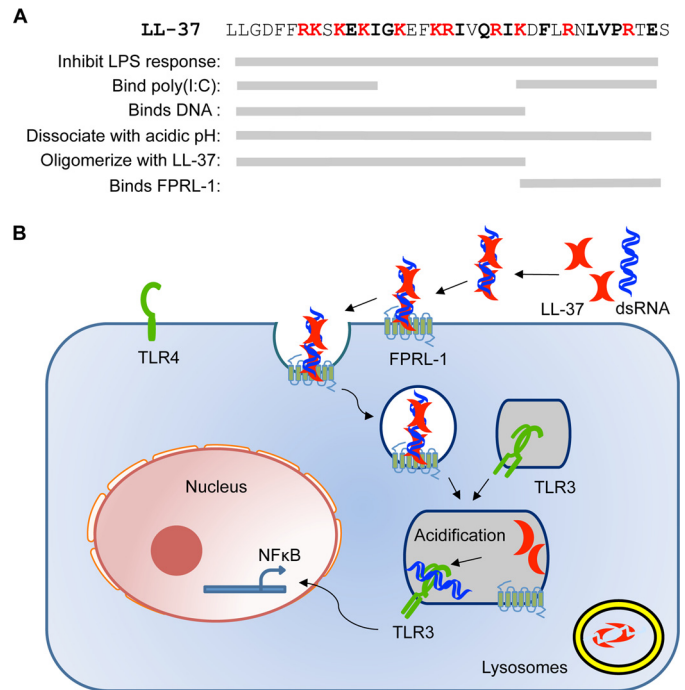 A
LL-37 LLGDFFRKSKEKIGKEFKRIVQRIKDFLRNLVPRTES
Inhibit LPS response:
Bind poly(I:C):
Binds DNA :
Dissociate with acidic pH:
Oligomerize with LL-37:
Binds FPRL-1:
B
LL-37
dsRNA
TLR4
FPRL-1
TLR3
Nucleus
Acidification
NFκB
TLR3
Lysosomes